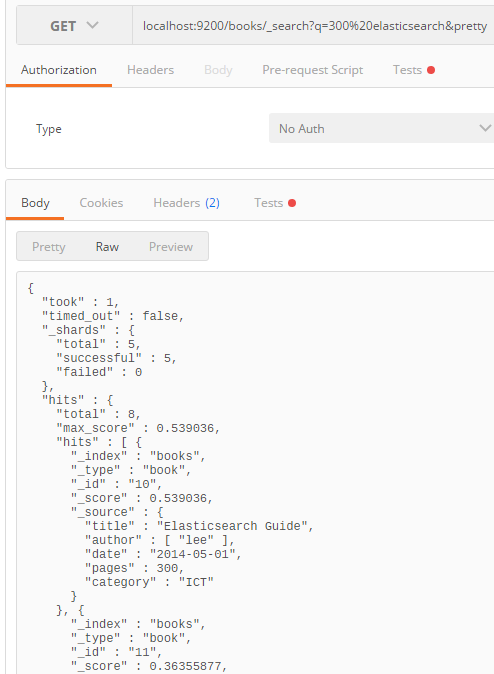 GET localhost:9200/books/_search?q=300%20elasticsearch&pretty
Authorization Headers Body Pre-request Script Tests
Type No Auth
Body Cookies Headers (2) Tests
Pretty Raw Preview
{
  "took" : 1,
  "timed_out" : false,
  "_shards" : {
    "total" : 5,
    "successful" : 5,
    "failed" : 0
  },
  "hits" : {
    "total" : 8,
    "max_score" : 0.539036,
    "hits" : [ {
      "_index" : "books",
      "_type" : "book",
      "_id" : "10",
      "_score" : 0.539036,
      "_source" : {
        "title" : "Elasticsearch Guide",
        "author" : [ "lee" ],
        "date" : "2014-05-01",
        "pages" : 300,
        "category" : "ICT"
      }
    }, {
      "_index" : "books",
      "_type" : "book",
      "_id" : "11",
      "_score" : 0.36355877,